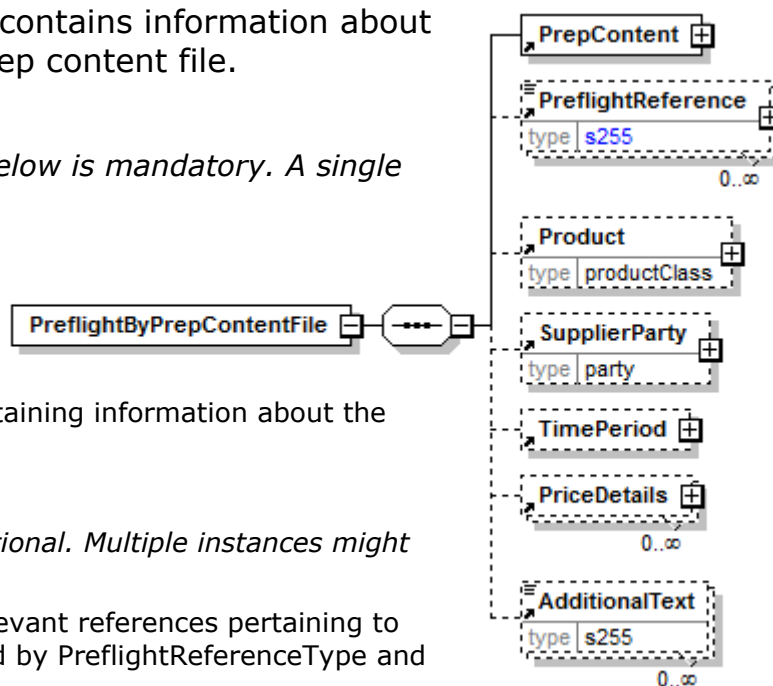 contains information about
ep content file.
elow is mandatory. A single
taining information about the
tional. Multiple instances might
evant references pertaining to
d by PreflightReferenceType and
PreflightByPrepContentFile
PrepContent
PreflightReference
type s255
0..∞
Product
type productClass
SupplierParty
type party
TimePeriod
PriceDetails
0..∞
AdditionalText
type s255
0..∞